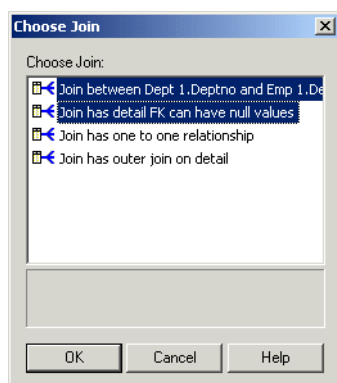 Choose Join
Choose Join:
Join between Dept 1.Deptno and Emp 1.De
Join has detail FK can have null values
Join has one to one relationship
Join has outer join on detail
OK Cancel Help